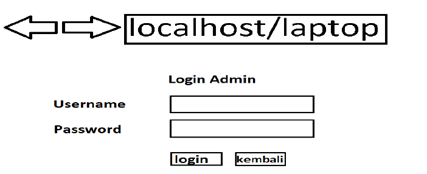 localhost/laptop
Login Admin
Username
Password
login kembali